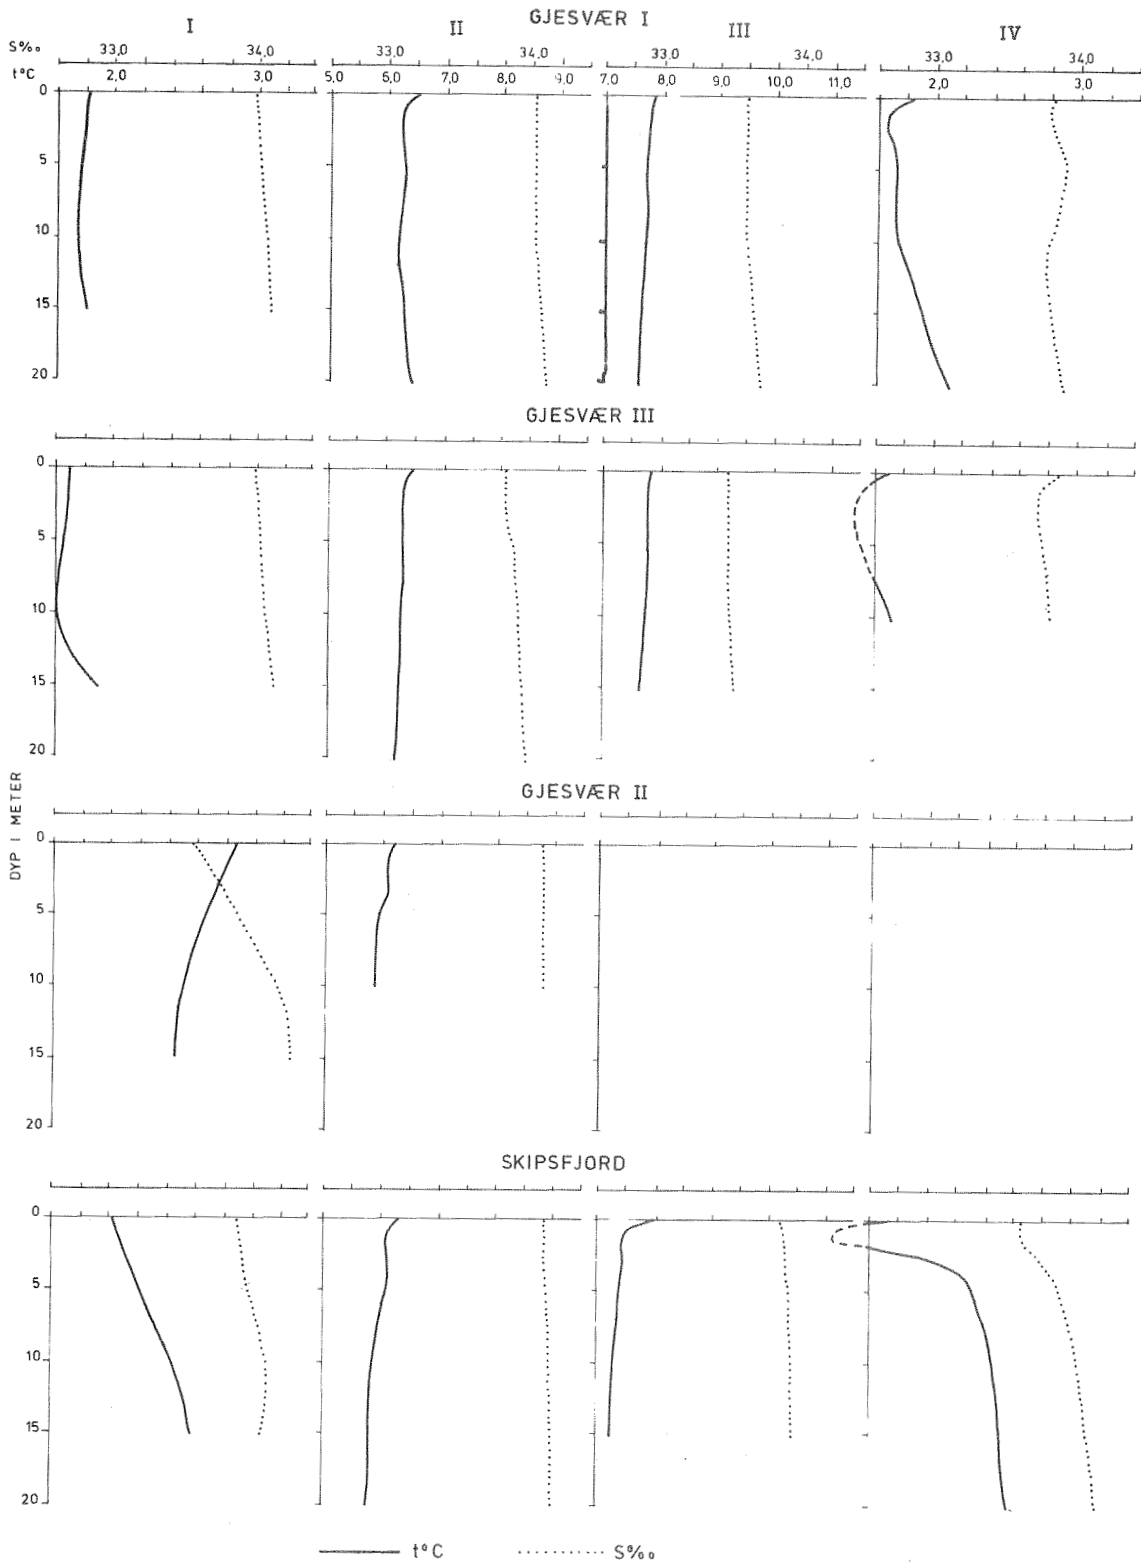 GJESVÆR I
I II III IV
S‰ 33,0 34,0 33,0 34,0 33,0 34,0 33,0 34,0
t°C 2,0 3,0 5,0 6,0 7,0 8,0 9,0 7,0 8,0 9,0 10,0 11,0 2,0 3,0
0
5
10
15
20
GJESVÆR III
0
5
10
15
20
GJESVÆR II
DYP I METER
0
5
10
15
20
SKIPSFJORD
0
5
10
15
20
t°C S‰